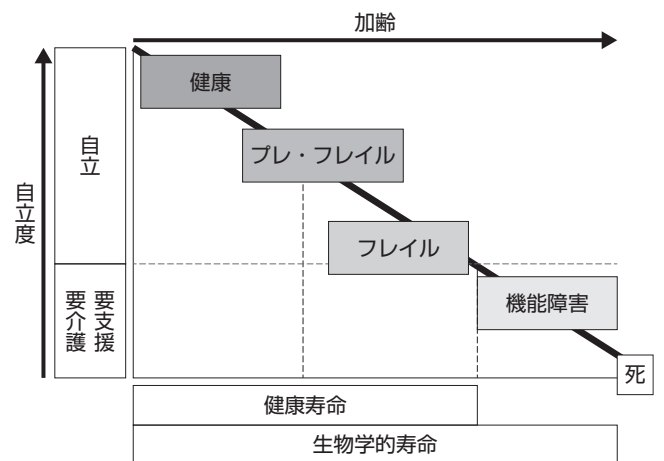 加齢
健康
自立
プレ・フレイル
自立度
フレイル
要支援
要介護
機能障害
死
健康寿命
生物学的寿命